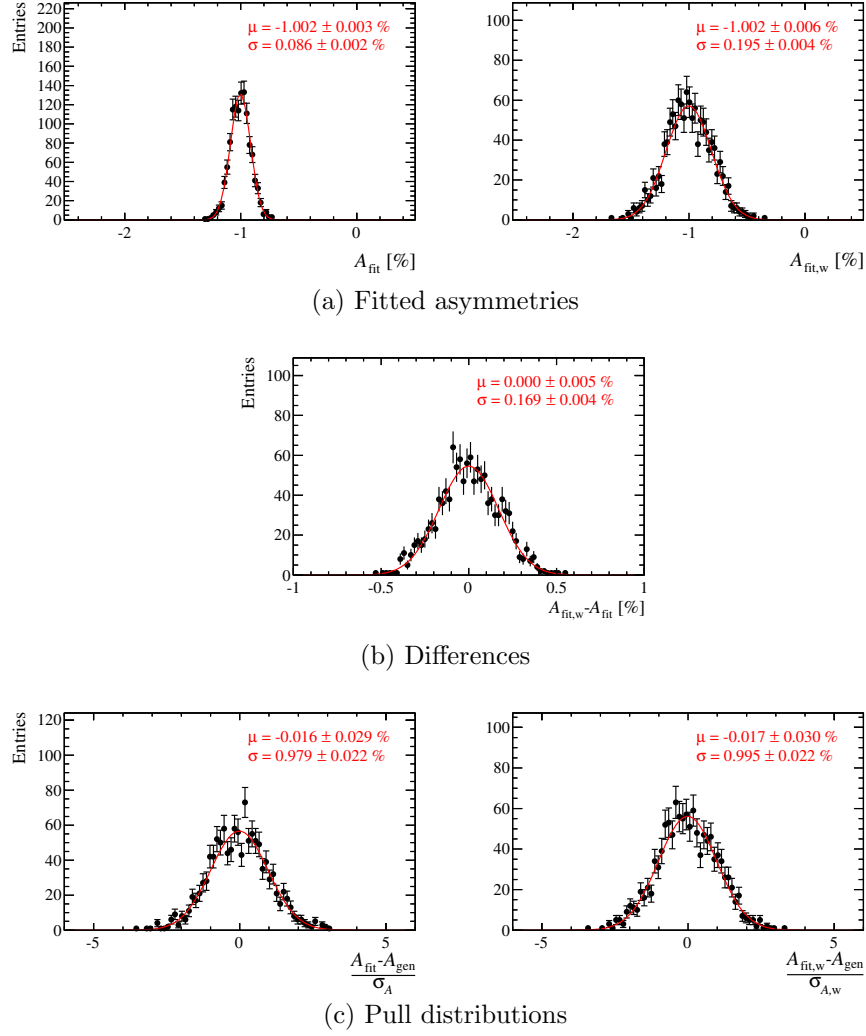 Entries
220
200
180
160
140
120
100
80
60
40
20
0
-2
-1
0
A_fit [%]
μ = -1.002 ± 0.003 %
σ = 0.086 ± 0.002 %
100
80
60
40
20
0
-2
-1
0
A_fit,w [%]
μ = -1.002 ± 0.006 %
σ = 0.195 ± 0.004 %
(a) Fitted asymmetries
Entries
100
80
60
40
20
0
-1
-0.5
0
0.5
1
A_fit,w-A_fit [%]
μ = 0.000 ± 0.005 %
σ = 0.169 ± 0.004 %
(b) Differences
Entries
120
100
80
60
40
20
0
-5
0
5
A_fit-A_gen
σ_A
μ = -0.016 ± 0.029 %
σ = 0.979 ± 0.022 %
100
80
60
40
20
0
-5
0
5
A_fit,w-A_gen
σ_A,w
μ = -0.017 ± 0.030 %
σ = 0.995 ± 0.022 %
(c) Pull distributions